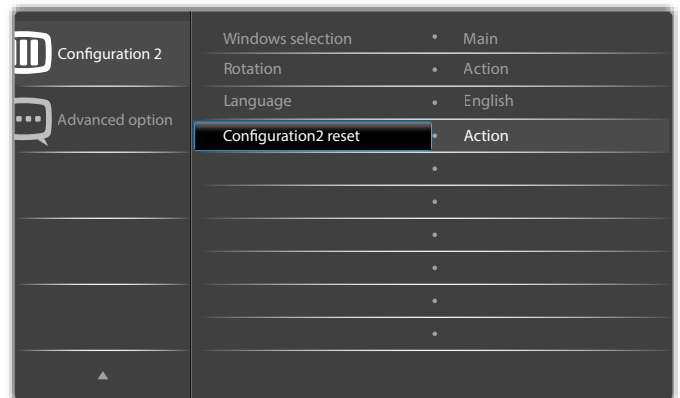 Configuration 2
Advanced option
Windows selection • Main
Rotation • Action
Language • English
Configuration2 reset • Action